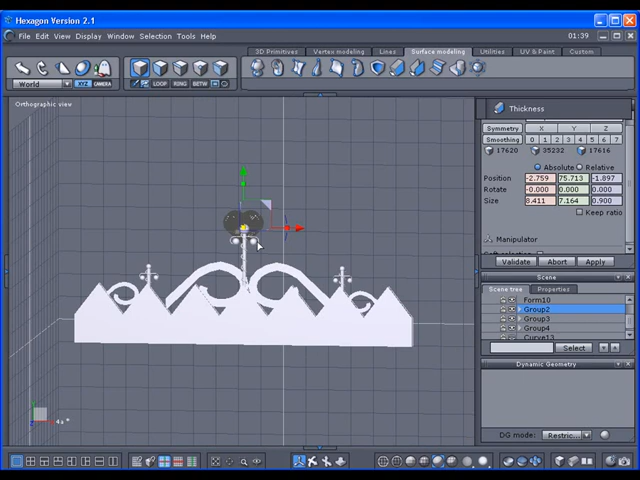 Hexagon Version 2.1
File Edit View Display Window Selection Tools
01:39
3D Primitives Vertex modeling Lines Surface modeling Utilities UV & Paint Custom
World XYZ CAMERA
LOOP RING BETW
Orthographic view
Thickness
Symmetry X Y Z
Smoothing 0 1 2 3 4 5 6 7
17620 35232 17616
Absolute Relative
Position -2.759 75.713 -1.897
Rotate -0.000 0.000 -0.000
Size 8.411 7.164 0.900
Keep ratio
Manipulator
Validate Abort Apply
Scene
Scene tree Properties
Form10
Group2
Group3
Group4
Curve13
Select
Dynamic Geometry
DG mode: Restric...